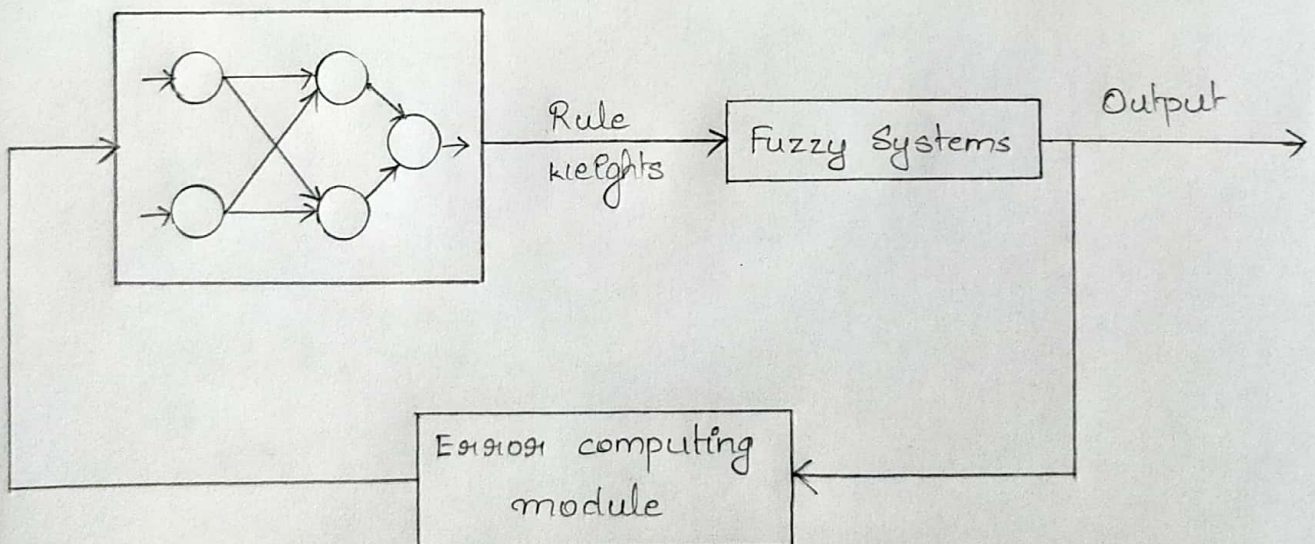 Rule
weights
Fuzzy Systems
Output
Error computing
module